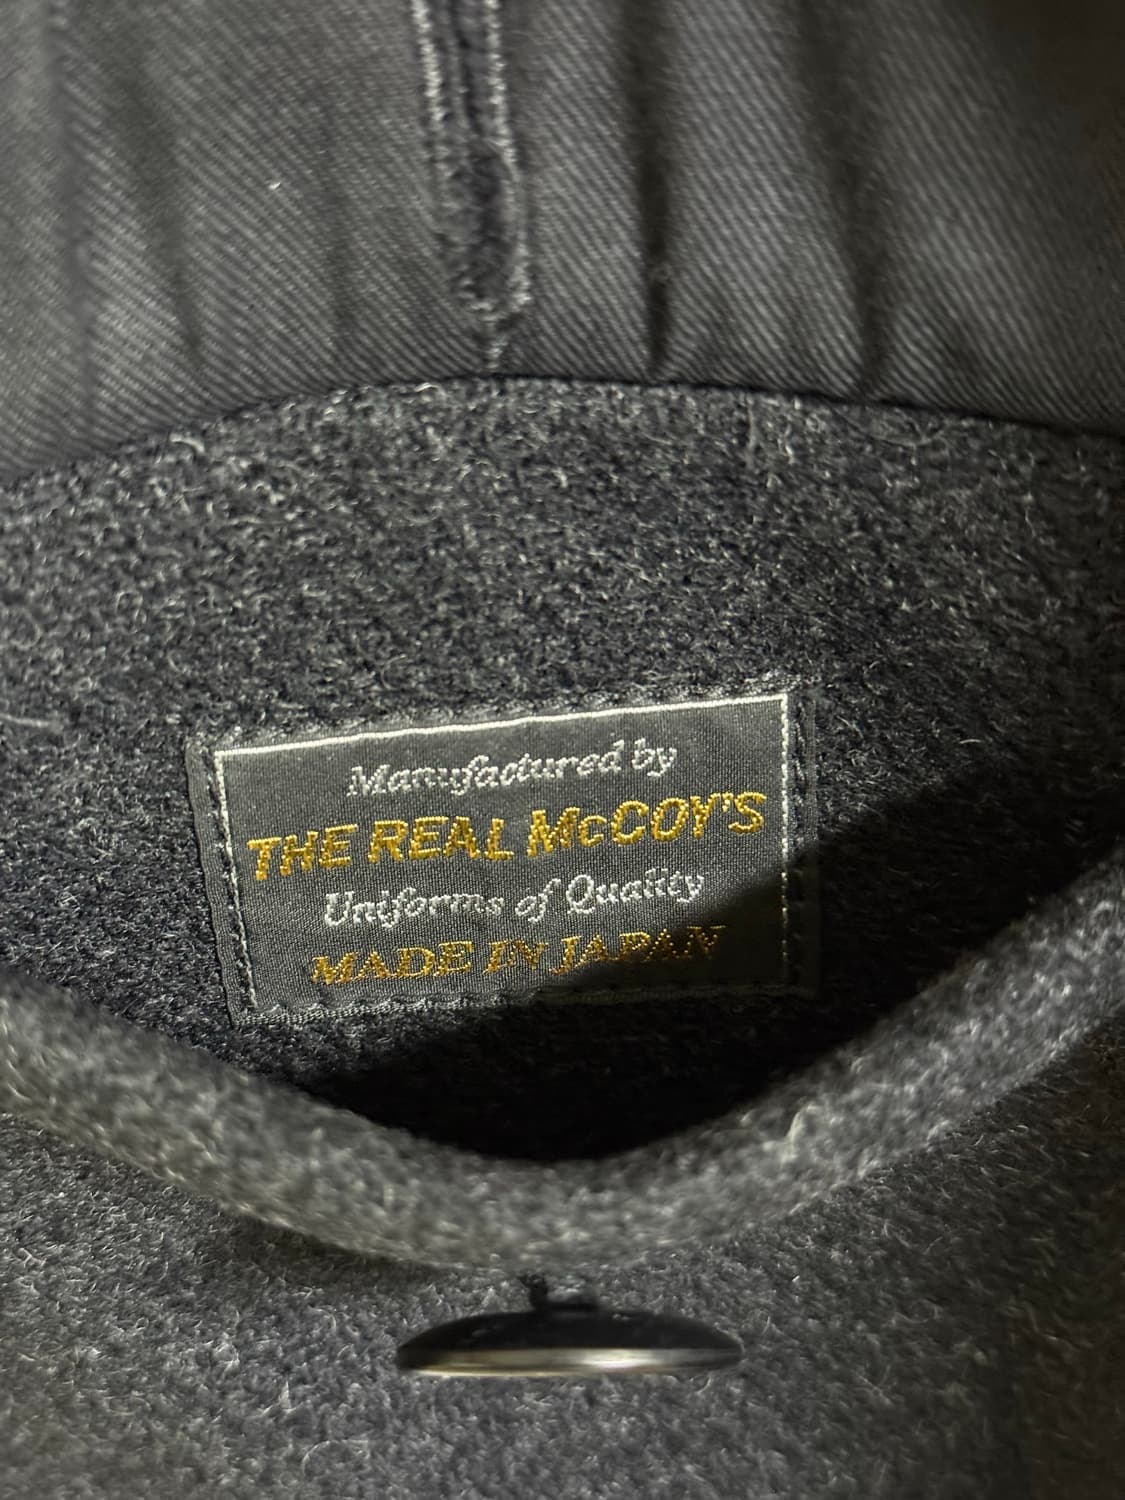 Manufactured by
THE REAL McCOY'S
Uniforms of Quality
MADE IN JAPAN